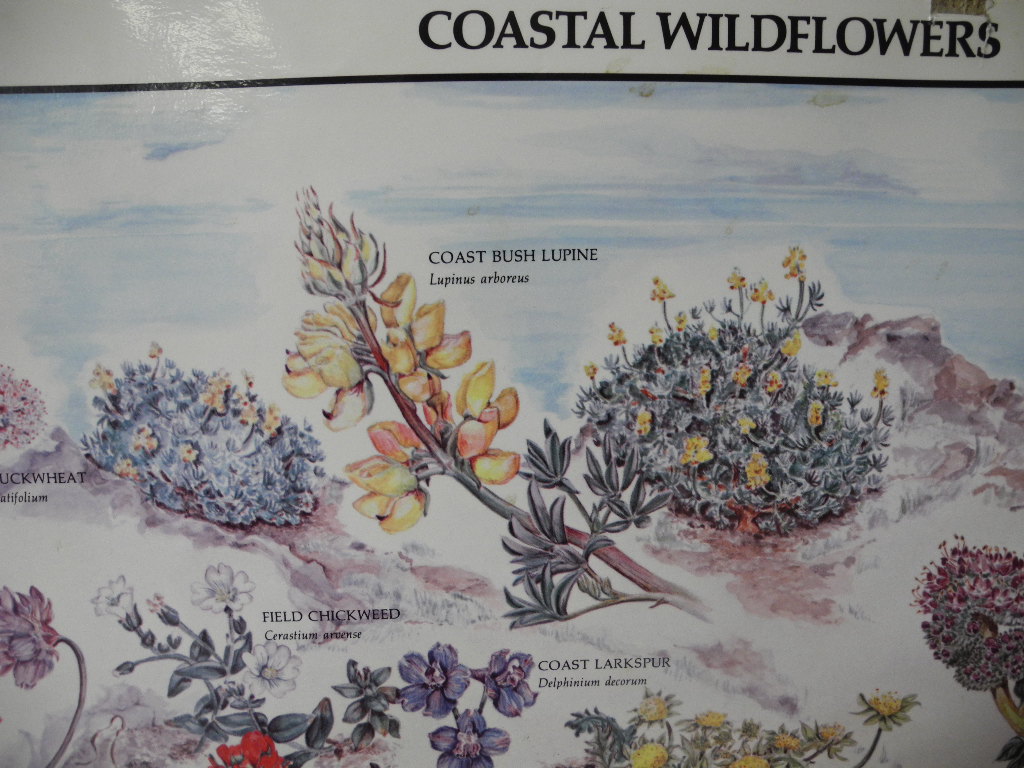 COASTAL WILDFLOWERS
COAST BUSH LUPINE
Lupinus arboreus
UCKWHEAT
atifolium
FIELD CHICKWEED
Cerastium arvense
COAST LARKSPUR
Delphinium decorum